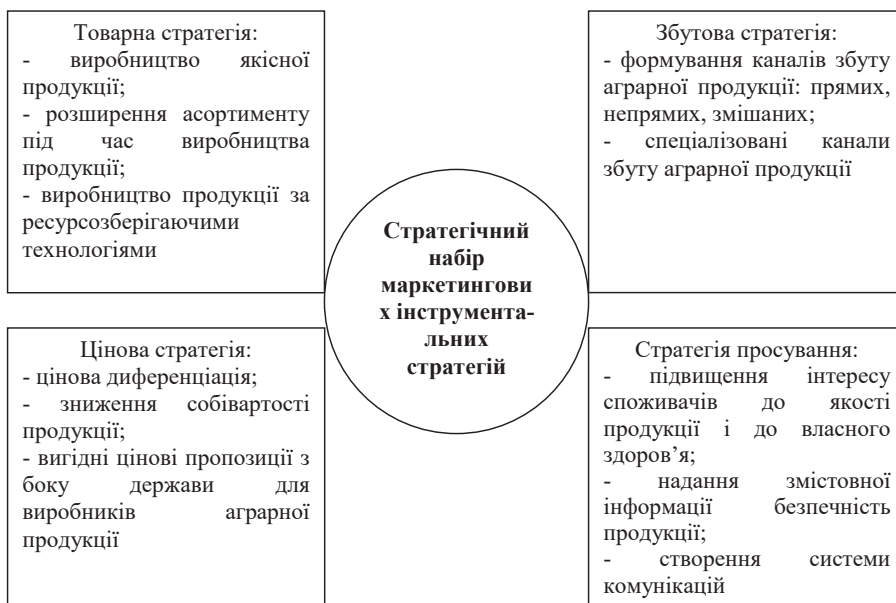 Товарна стратегія:
- виробництво якісної
продукції;
- розширення асортименту
під час виробництва
продукції;
- виробництво продукції за
ресурсозберігаючими
технологіями
Збутова стратегія:
- формування каналів збуту
аграрної продукції: прямих,
непрямих, змішаних;
- спеціалізовані канали
збуту аграрної продукції
Стратегічний
набір
маркетингови
х інструмента-
льних
стратегій
Цінова стратегія:
- цінова диференціація;
- зниження собівартості
продукції;
- вигідні цінові пропозиції з
боку держави для
виробників аграрної
продукції
Стратегія просування:
- підвищення інтересу
споживачів до якості
продукції і до власного
здоров’я;
- надання змістовної
інформації безпечність
продукції;
- створення системи
комунікацій